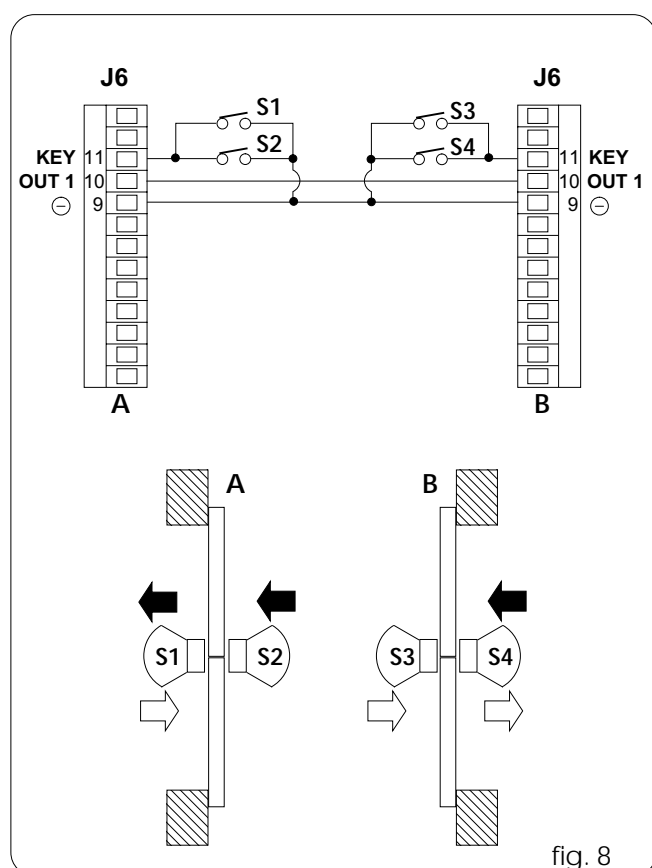 J6 J6
S1 S3
S2 S4
KEY 11 11 KEY
OUT 1 10 10 OUT 1
⊖ 9 9 ⊖
A B
A B
S1 S2 S3 S4
fig. 8